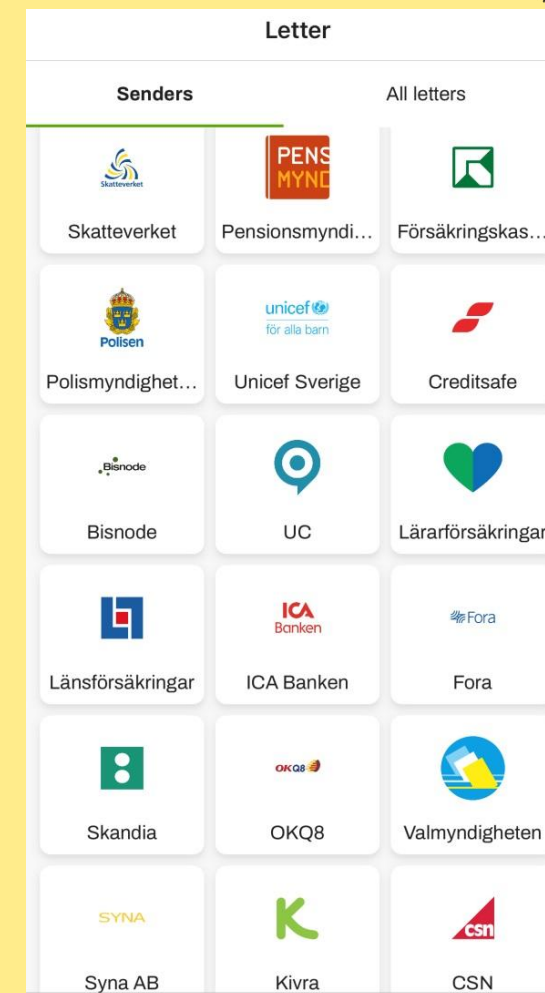 Letter
Senders All letters
Skatteverket
PENS
MYND
Skatteverket Pensionsmyndi... Försäkringskas...
Polisen
unicef
för alla barn
Polismyndighet... Unicef Sverige Creditsafe
Bisnode
Bisnode UC Lärarförsäkringar
ICA
Banken
Fora
Länsförsäkringar ICA Banken Fora
OKQ8
Skandia OKQ8 Valmyndigheten
SYNA
K
csn
Syna AB Kivra CSN